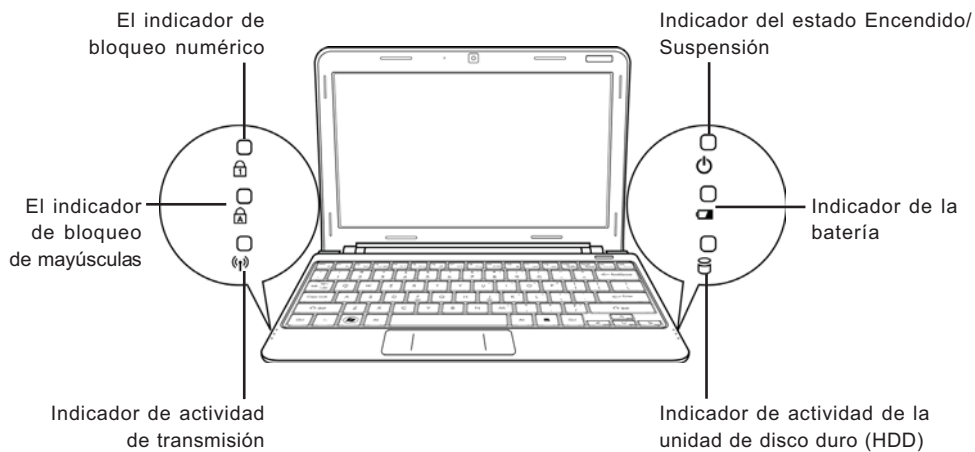 El indicador de
bloqueo numérico
Indicador del estado Encendido/
Suspensión
1
A
El indicador
de bloqueo
de mayúsculas
Indicador de la
batería
Indicador de actividad
de transmisión
Indicador de actividad de la
unidad de disco duro (HDD)